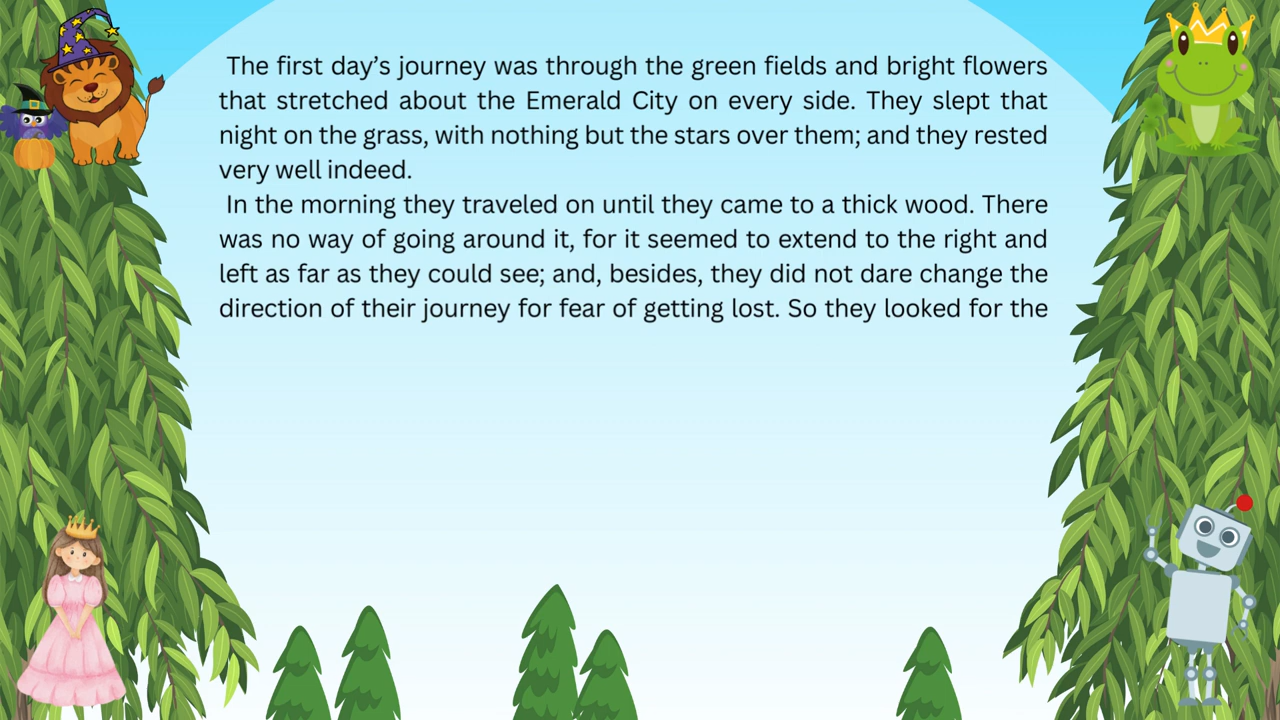 The first day’s journey was through the green fields and bright flowers
that stretched about the Emerald City on every side. They slept that
night on the grass, with nothing but the stars over them; and they rested
very well indeed.
In the morning they traveled on until they came to a thick wood. There
was no way of going around it, for it seemed to extend to the right and
left as far as they could see; and, besides, they did not dare change the
direction of their journey for fear of getting lost. So they looked for the